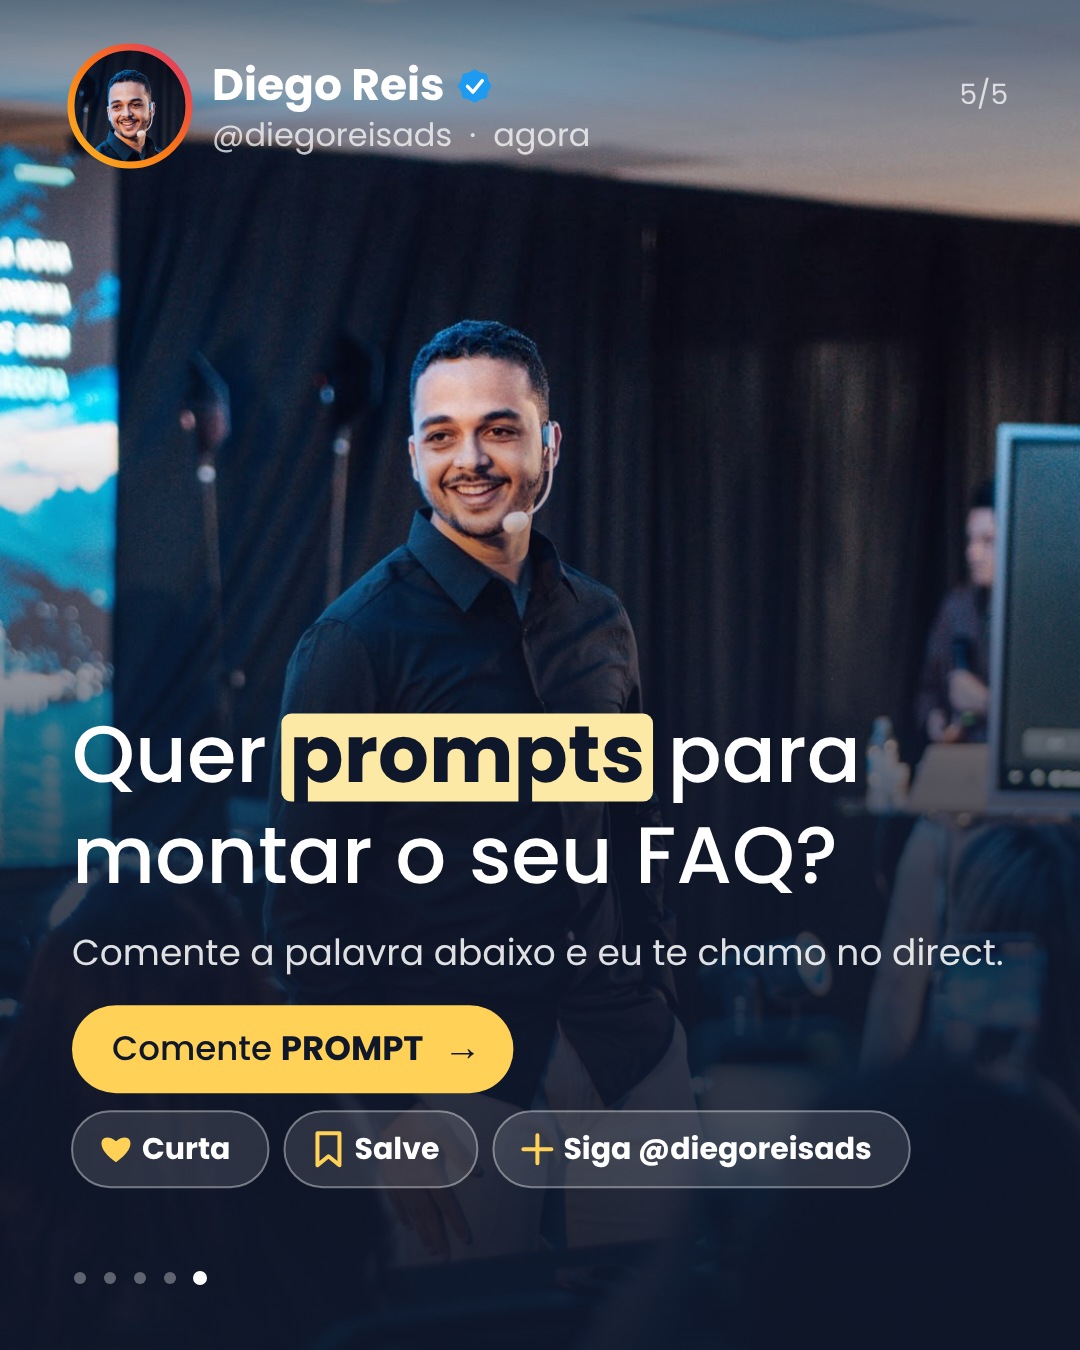 Diego Reis
@diegoreisads · agora
5/5
Quer prompts para
montar o seu FAQ?
Comente a palavra abaixo e eu te chamo no direct.
Comente PROMPT →
Curta
Salve
Siga @diegoreisads